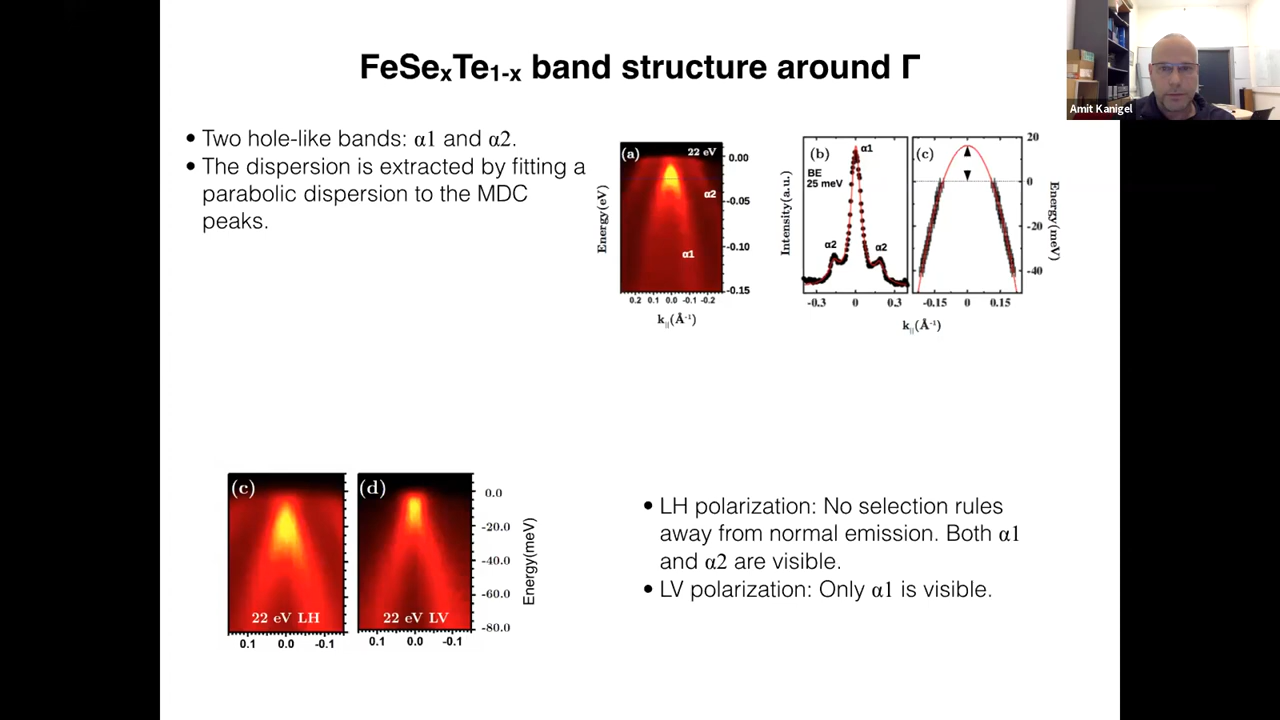 FeSexTe1-x band structure around Γ
Amit Kanigel
• Two hole-like bands: α1 and α2.
• The dispersion is extracted by fitting a
parabolic dispersion to the MDC
peaks.
(a) 22 eV
α2
α1
Energy(eV)
0.00
-0.05
-0.10
-0.15
0.2 0.1 0.0 -0.1 -0.2
k||(Å-1)
(b) α1
BE
25 meV
α2 α2
Intensity(a.u.)
-0.3 0 0.3
(c)
20
0
-20
-40
Energy(meV)
-0.15 0 0.15
k||(Å-1)
(c)
22 eV LH
0.1 0.0 -0.1
(d)
22 eV LV
0.1 0.0 -0.1
0.0
-20.0
-40.0
-60.0
-80.0
Energy(meV)
• LH polarization: No selection rules
away from normal emission. Both α1
and α2 are visible.
• LV polarization: Only α1 is visible.